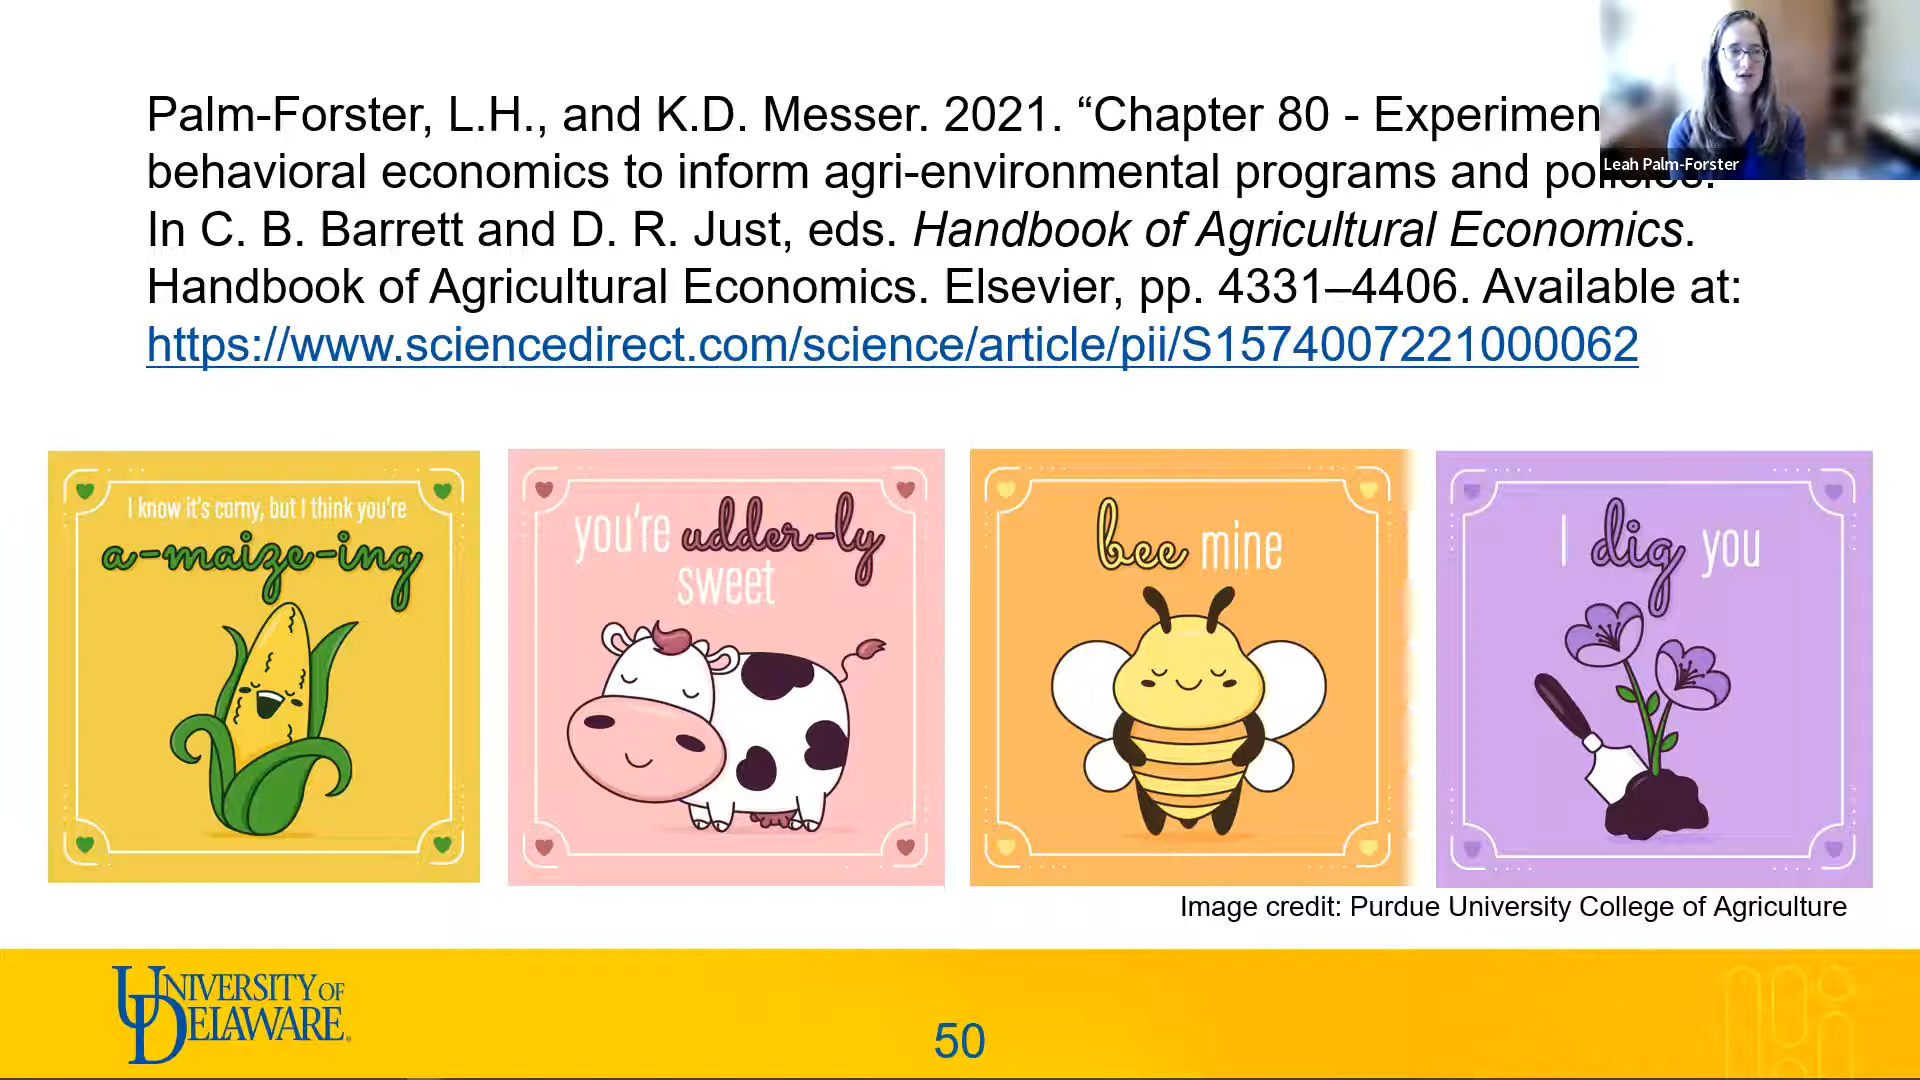 Palm-Forster, L.H., and K.D. Messer. 2021. “Chapter 80 - Experimen
behavioral economics to inform agri-environmental programs and policies.
In C. B. Barrett and D. R. Just, eds. Handbook of Agricultural Economics.
Handbook of Agricultural Economics. Elsevier, pp. 4331–4406. Available at:
https://www.sciencedirect.com/science/article/pii/S1574007221000062
Leah Palm-Forster
I know it's corny, but I think you're
a-maize-ing
you're udder-ly
sweet
bee mine
I dig you
Image credit: Purdue University College of Agriculture
UNIVERSITY OF
DELAWARE
50